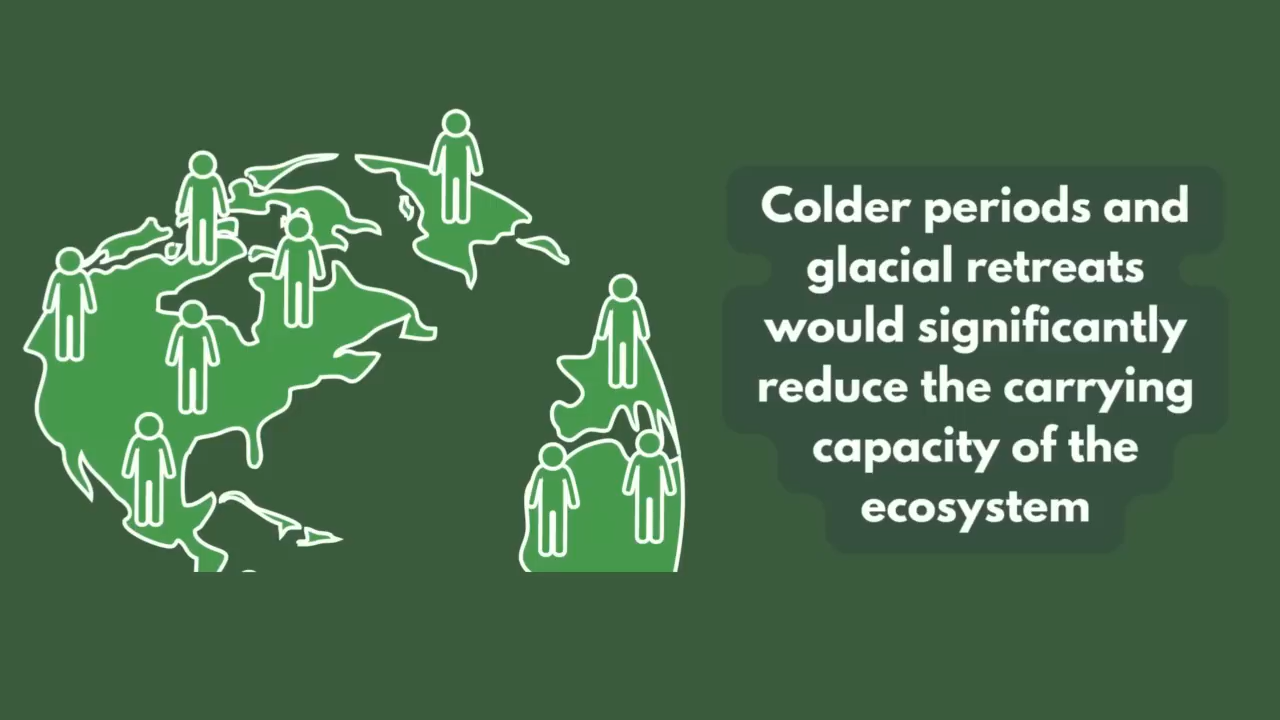 Colder periods and
glacial retreats
would significantly
reduce the carrying
capacity of the
ecosystem